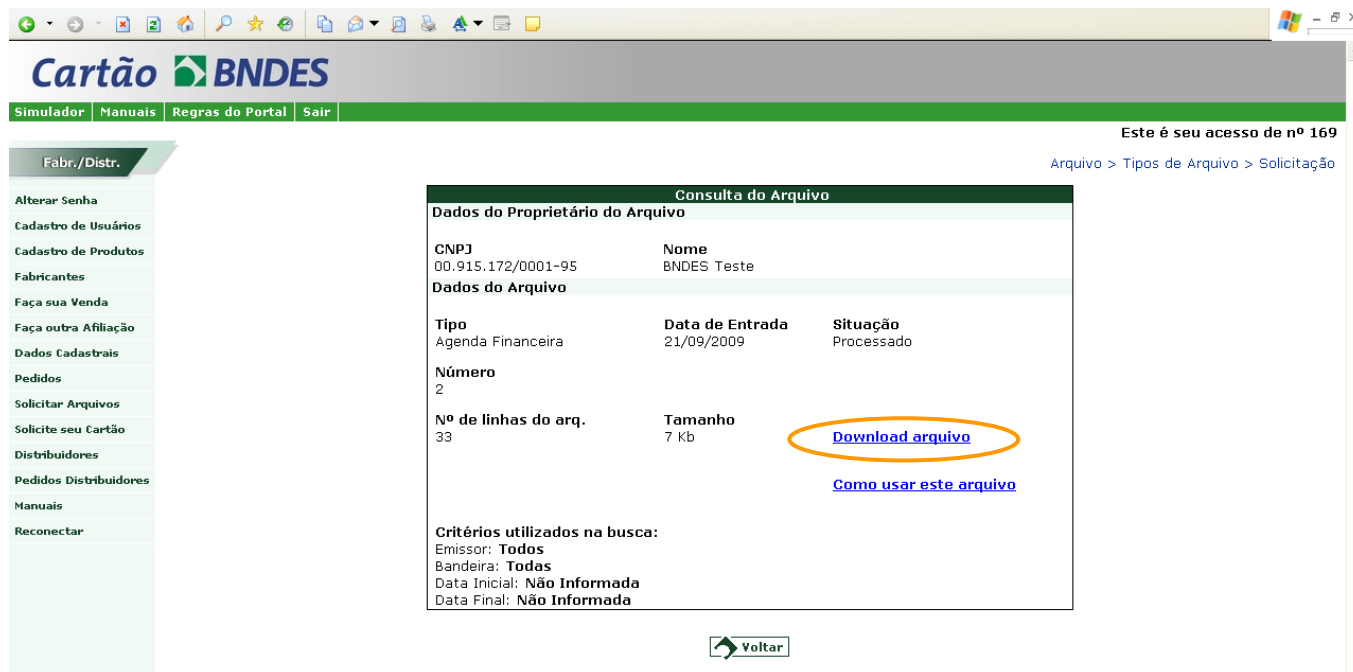 Cartão BNDES
Simulador Manuais Regras do Portal Sair
Este é seu acesso de nº 169
Fabr./Distr.
Arquivo > Tipos de Arquivo > Solicitação
Alterar Senha
Cadastro de Usuários
Cadastro de Produtos
Fabricantes
Faça sua Venda
Faça outra Afiliação
Dados Cadastrais
Pedidos
Solicitar Arquivos
Solicite seu Cartão
Distribuidores
Pedidos Distribuidores
Manuais
Reconectar
Consulta do Arquivo
Dados do Proprietário do Arquivo
CNPJ Nome
00.915.172/0001-95 BNDES Teste
Dados do Arquivo
Tipo Data de Entrada Situação
Agenda Financeira 21/09/2009 Processado
Número
2
Nº de linhas do arq. Tamanho
33 7 Kb Download arquivo
Como usar este arquivo
Critérios utilizados na busca:
Emissor: Todos
Bandeira: Todas
Data Inicial: Não Informada
Data Final: Não Informada
Voltar